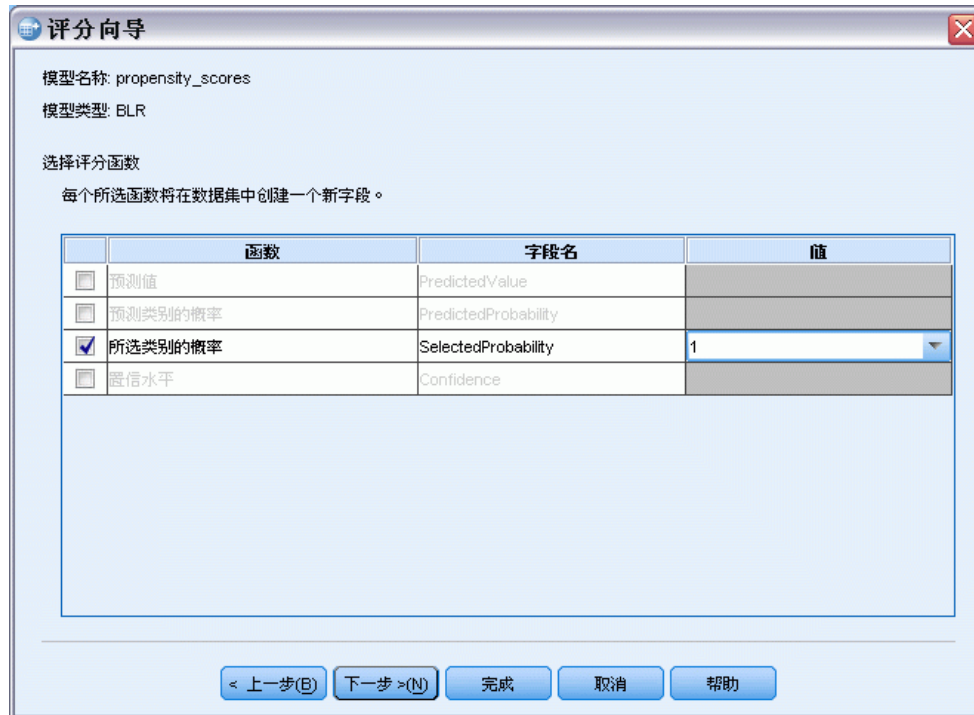 评分向导
模型名称: propensity_scores
模型类型: BLR
选择评分函数
每个所选函数将在数据集中创建一个新字段。
函数 字段名 值
预测值 PredictedValue
预测类别的概率 PredictedProbability
所选类别的概率 SelectedProbability 1
置信水平 Confidence
< 上一步(B) 下一步 >(N) 完成 取消 帮助